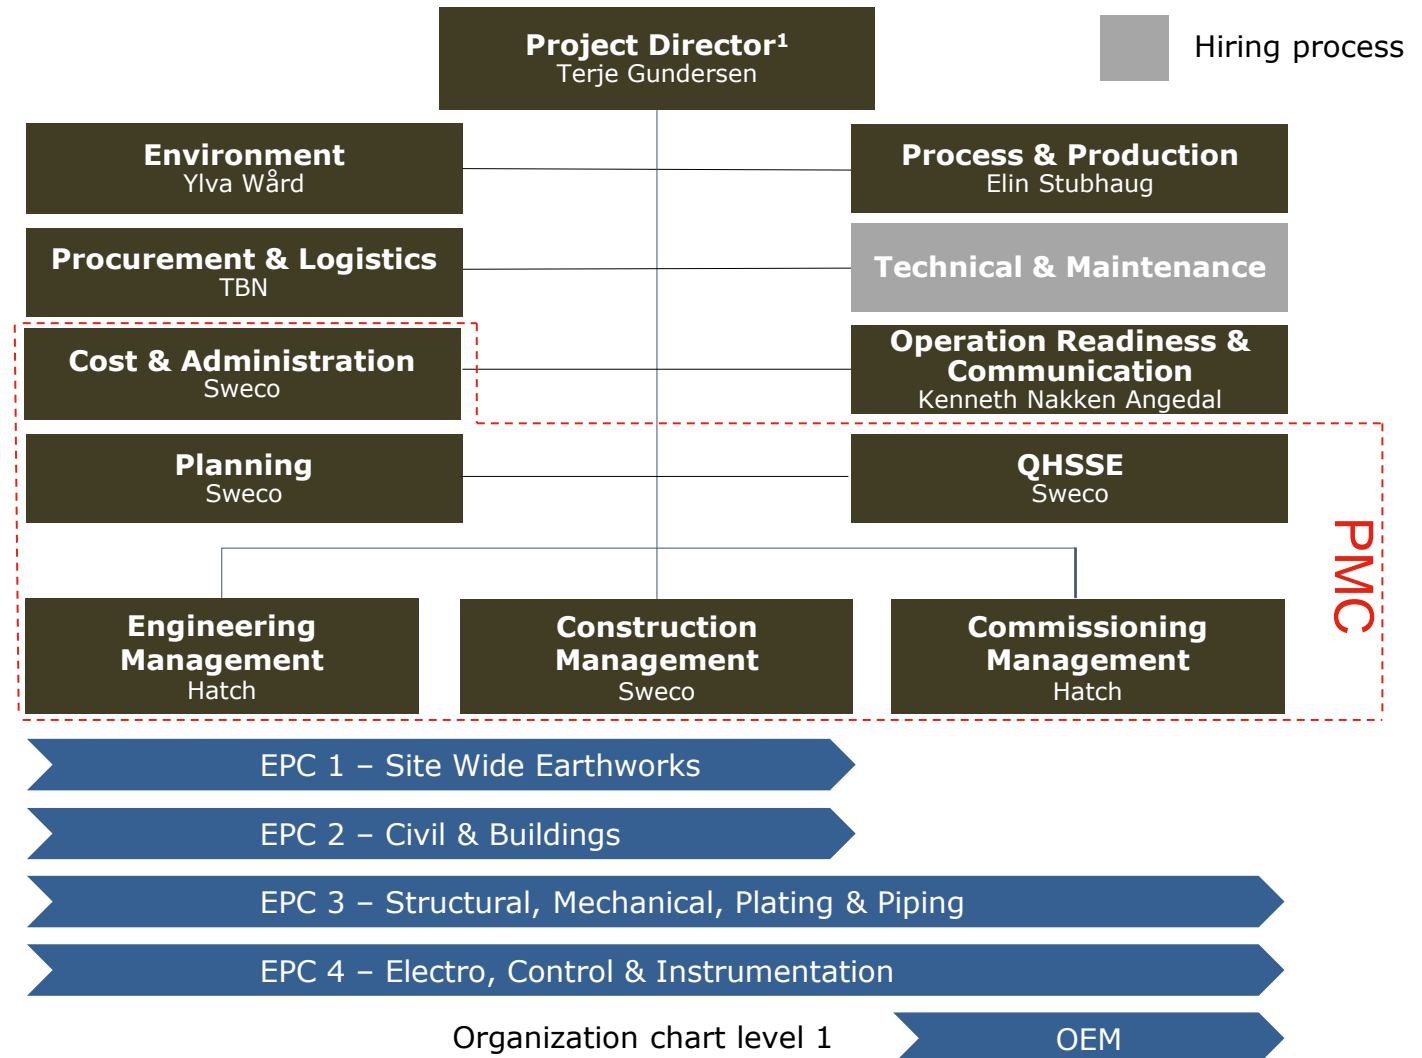 Project Director¹
Terje Gundersen
Hiring process
Environment
Ylva Wård
Process & Production
Elin Stubhaug
Procurement & Logistics
TBN
Technical & Maintenance
Cost & Administration
Sweco
Operation Readiness &
Communication
Kenneth Nakken Angedal
Planning
Sweco
QHSSE
Sweco
PMC
Engineering
Management
Hatch
Construction
Management
Sweco
Commissioning
Management
Hatch
EPC 1 – Site Wide Earthworks
EPC 2 – Civil & Buildings
EPC 3 – Structural, Mechanical, Plating & Piping
EPC 4 – Electro, Control & Instrumentation
Organization chart level 1
OEM